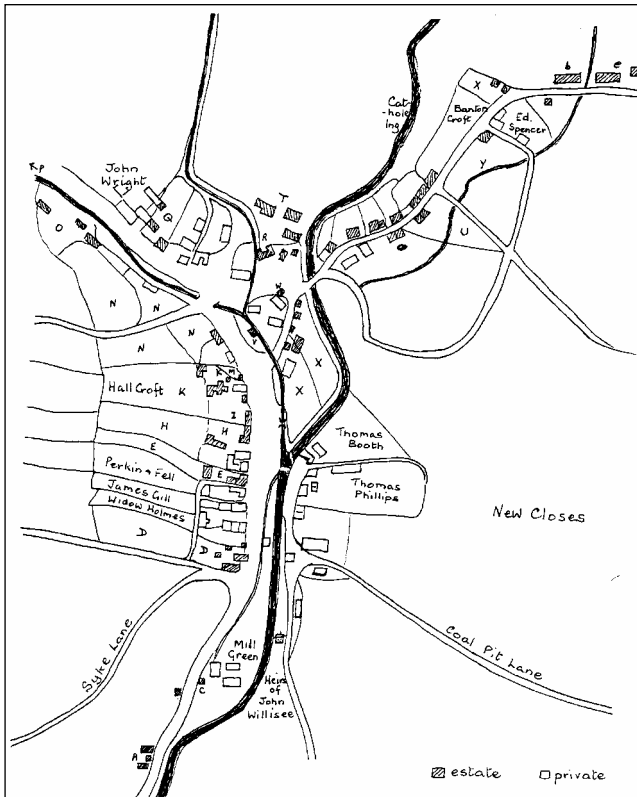 b
e
Cat-
-hole
Ing
X
Banton
Croft
Ed.
Spencer
Y
RP
John
Wright
Q
T
R
O
U
W
N
N
N
N
V
X
X
K
M
Hall Croft
K
I
H
H
E
E
Perkin & Fell
James Gill
Widow Holmes
D
D
Thomas
Booth
Thomas
Phillips
New Closes
Syke Lane
Mill
Green
C
Heirs
of
John
Willisee
Coal Pit Lane
A
estate
private